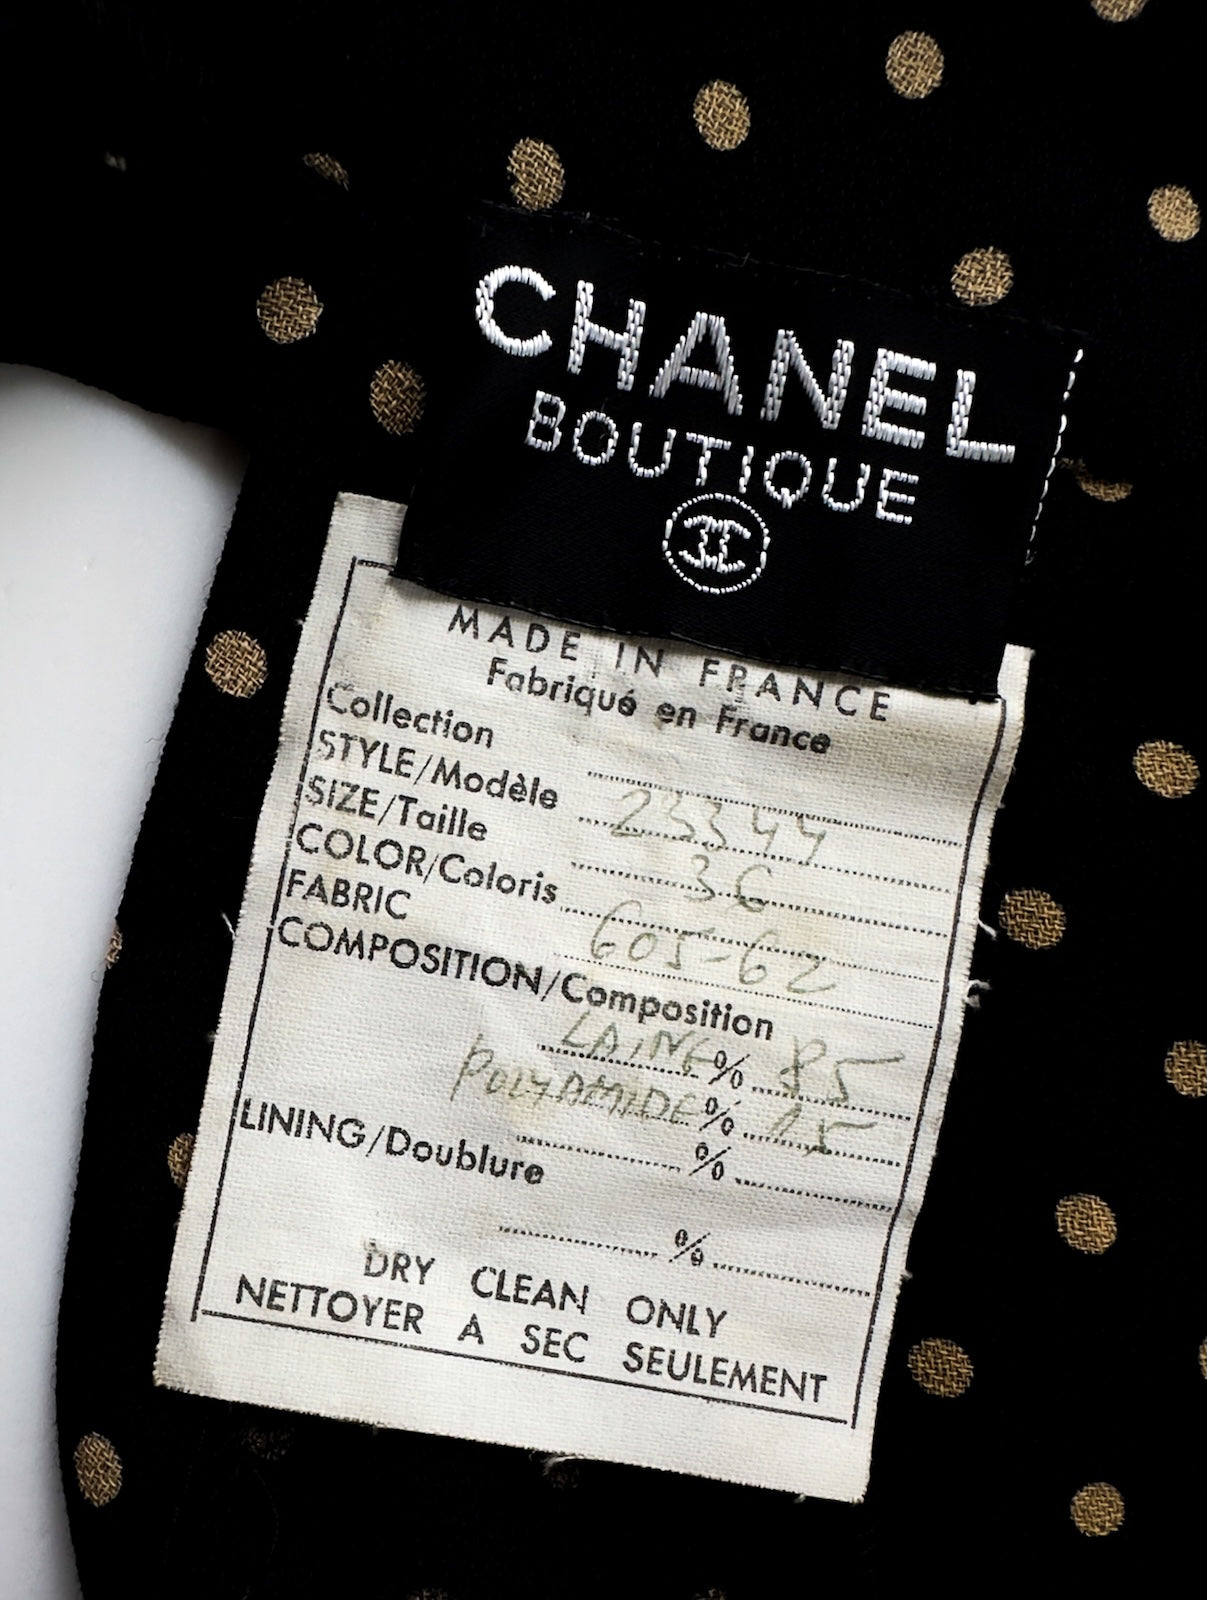 CHANEL
BOUTIQUE
MADE IN FRANCE
Fabriqué en France
Collection
STYLE/Modèle 23344
SIZE/Taille 36
COLOR/Coloris 605-62
FABRIC
COMPOSITION/Composition
LAINE % 85
POLYAMIDE % 15
%
LINING/Doublure
%
DRY CLEAN ONLY
NETTOYER A SEC SEULEMENT